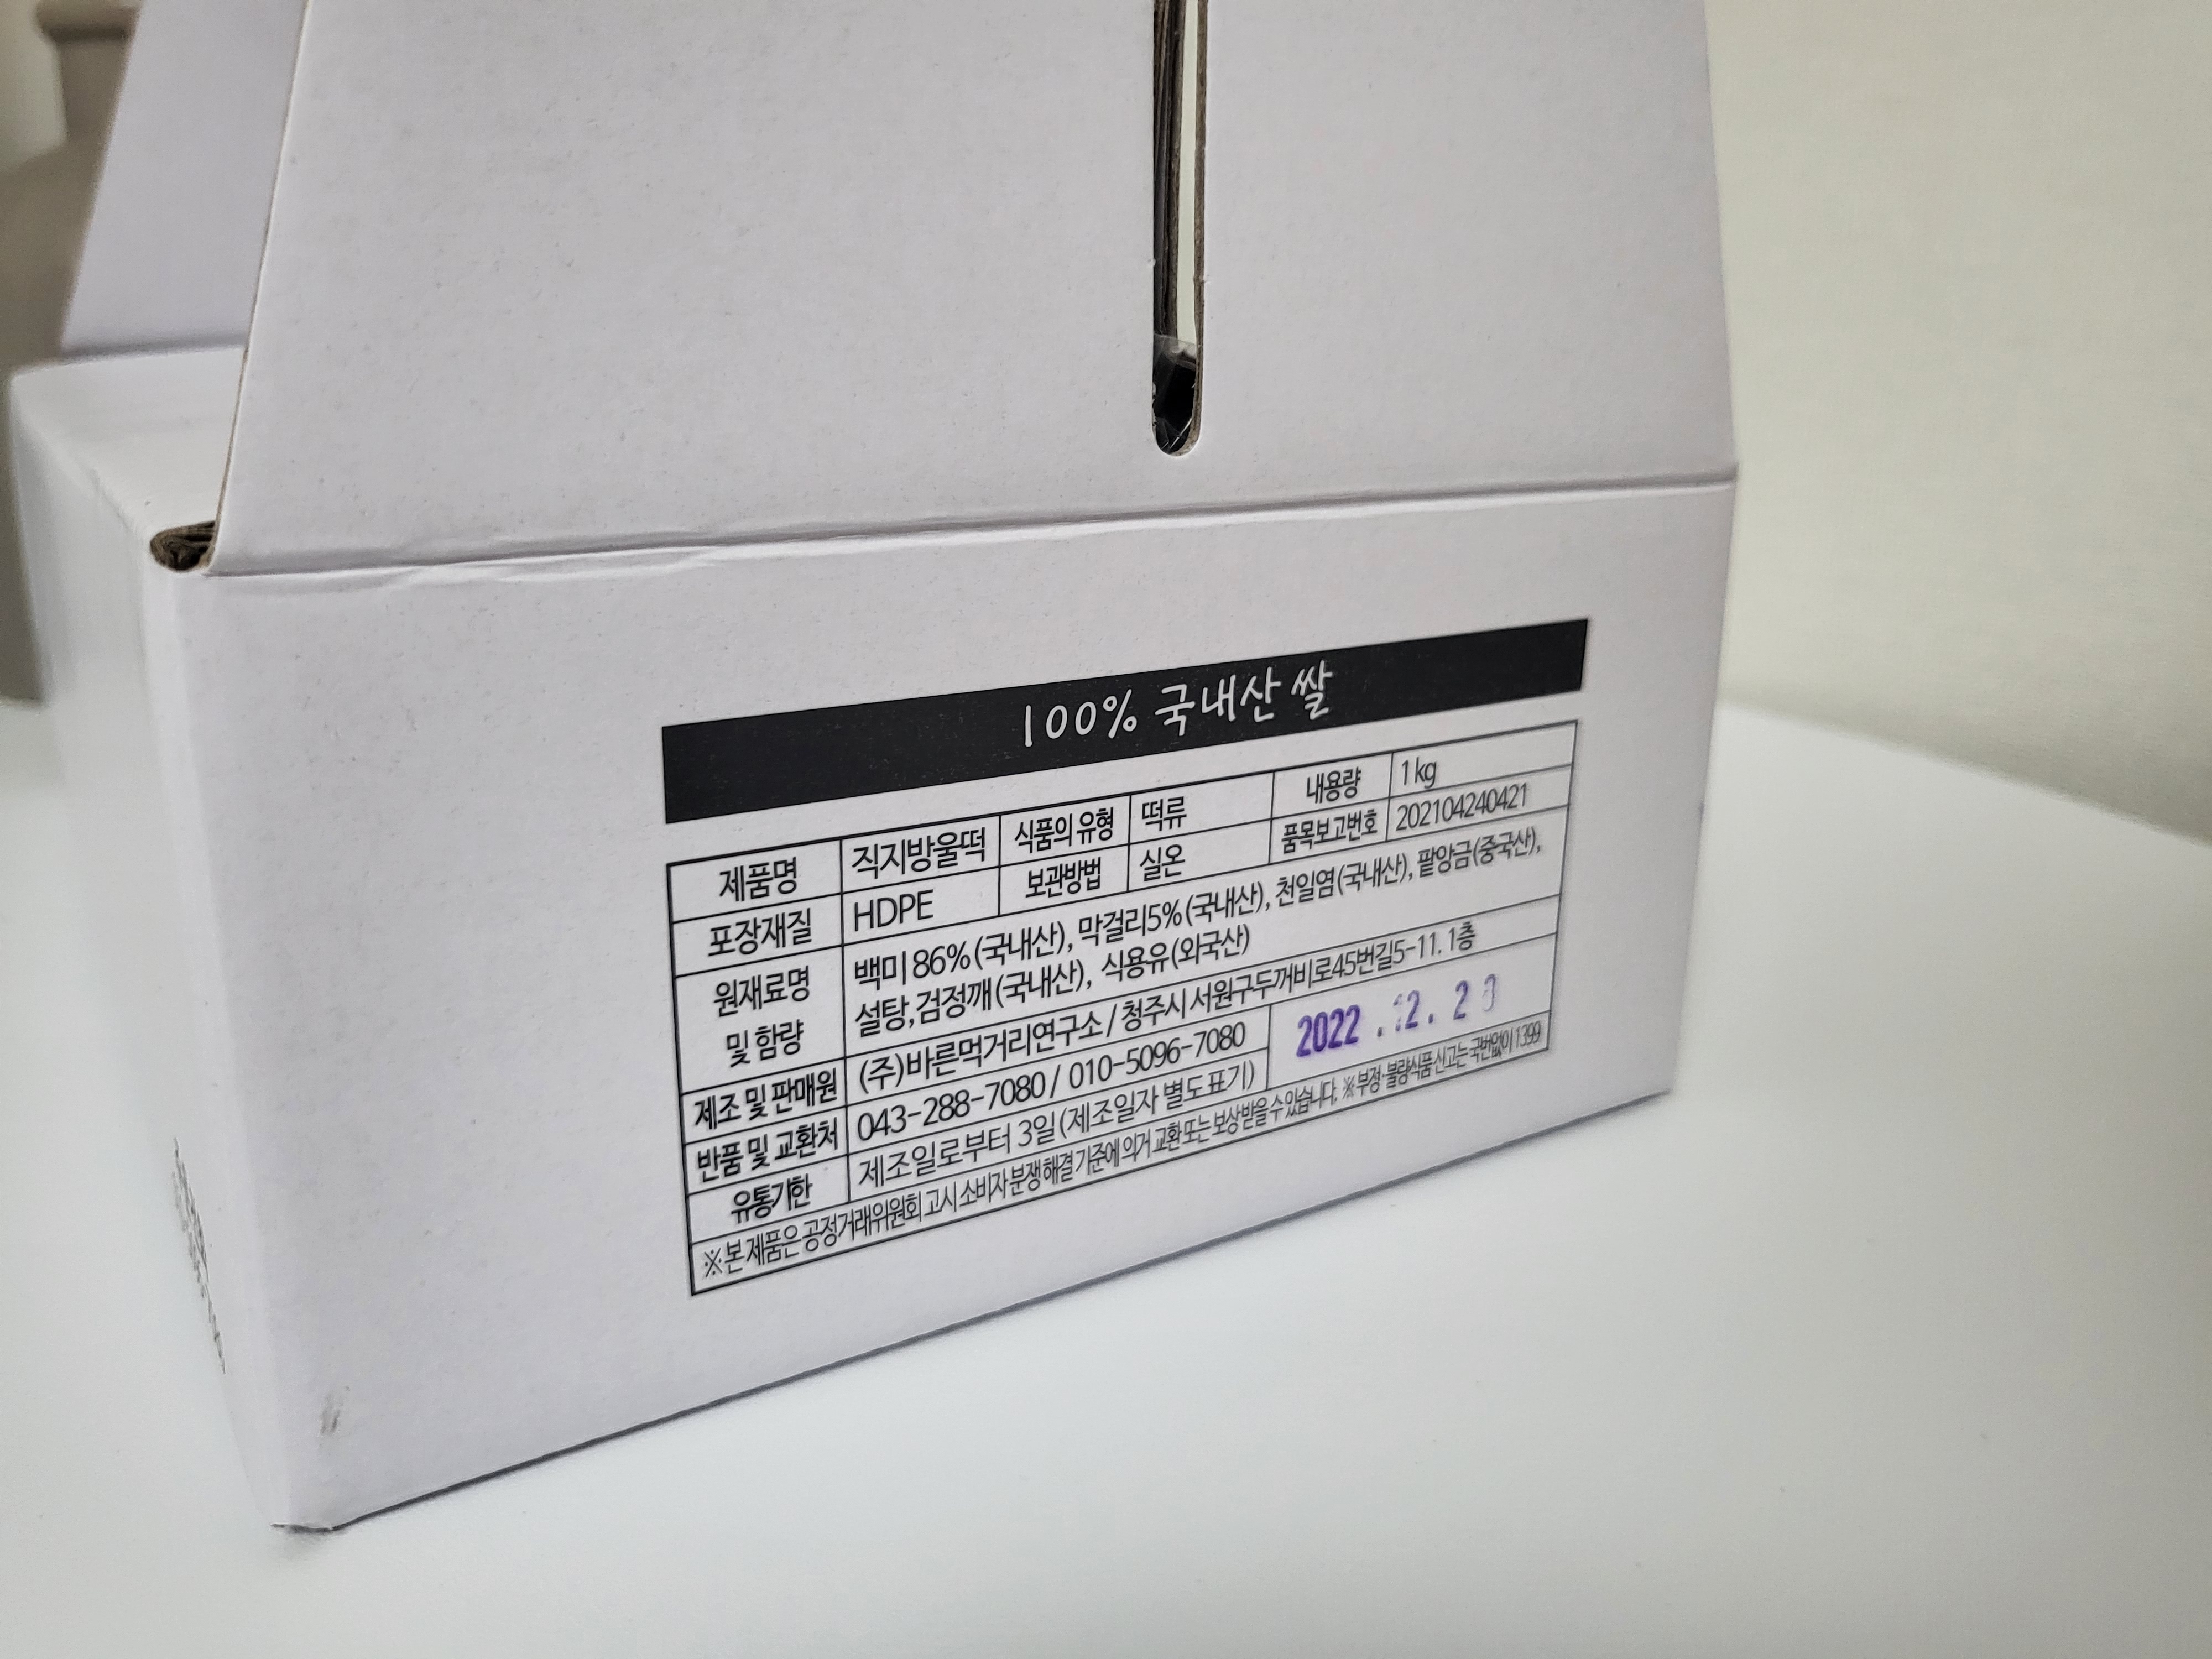 100% 국내산 쌀
제품명 직지방울떡 식품의 유형 떡류 내용량 1kg
포장재질 HDPE 보관방법 실온 품목보고번호 202104240421
원재료명 및 함량 백미 86%(국내산), 막걸리5%(국내산), 천일염(국내산), 팥앙금(중국산),
설탕,검정깨(국내산), 식용유(외국산)
제조 및 판매원 (주)바른먹거리연구소 / 청주시 서원구두꺼비로45번길5-11. 1층
반품 및 교환처 043-288-7080 / 010-5096-7080
유통기한 제조일로부터 3일(제조일자 별도표기)
2022 . 12.
※본 제품은 공정거래위원회 고시 소비자 분쟁해결 기준에 의거 교환 또는 보상 받을 수 있습니다. ※ 부정·불량식품 신고는 국번없이 1399